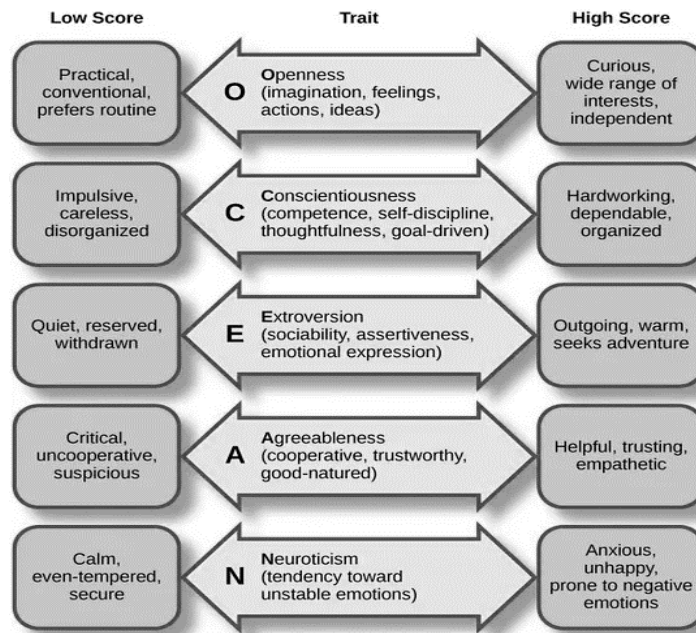 Low Score
Trait
High Score
Practical,
conventional,
prefers routine
O
Openness
(imagination, feelings,
actions, ideas)
Curious,
wide range of
interests,
independent
Impulsive,
careless,
disorganized
C
Conscientiousness
(competence, self-discipline,
thoughtfulness, goal-driven)
Hardworking,
dependable,
organized
Quiet, reserved,
withdrawn
E
Extroversion
(sociability, assertiveness,
emotional expression)
Outgoing, warm,
seeks adventure
Critical,
uncooperative,
suspicious
A
Agreeableness
(cooperative, trustworthy,
good-natured)
Helpful, trusting,
empathetic
Calm,
even-tempered,
secure
N
Neuroticism
(tendency toward
unstable emotions)
Anxious,
unhappy,
prone to negative
emotions